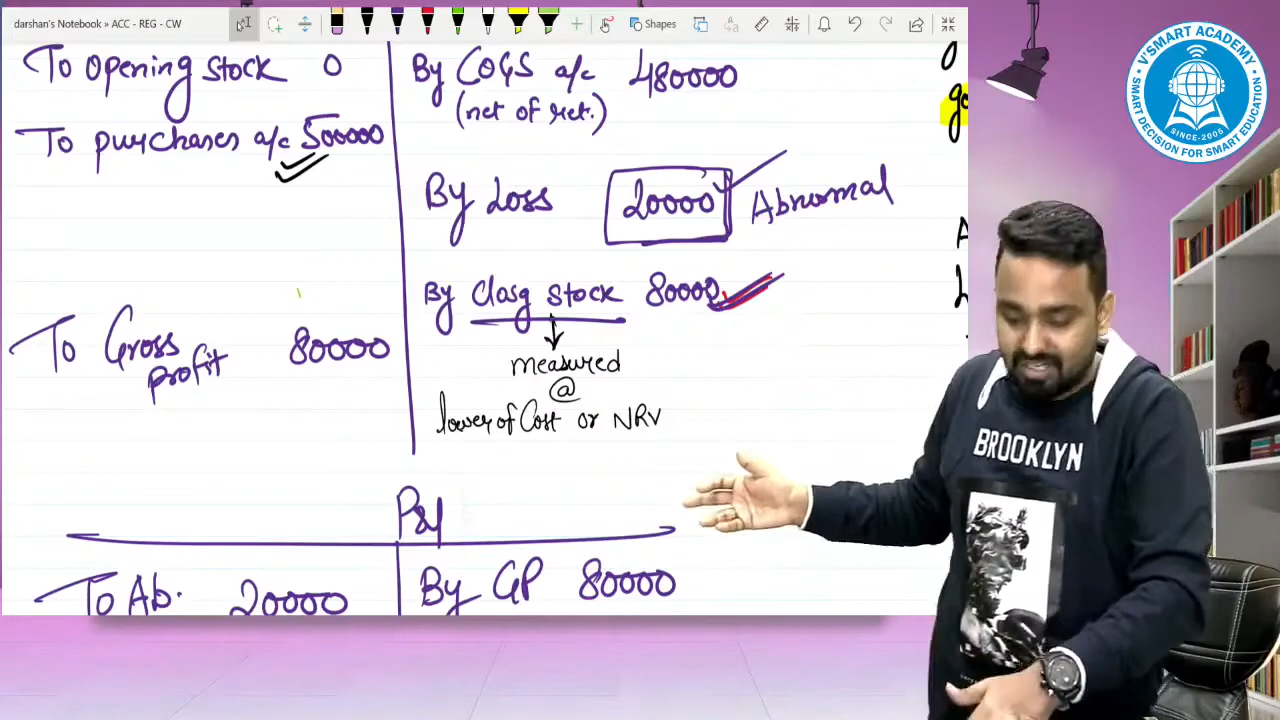 darshan's Notebook » ACC - REG - CW
Shapes
To opening stock 0
To purchases a/c 500000
To Gross profit 80000
By COGS a/c 480000
(net of ret.)
By Loss 20000 Abnormal
By closg stock 80000
measured
@
lower of Cost or NRV
P&L
To Ab. 20000
By GP 80000
go
V'SMART ACADEMY
SMART DECISION FOR SMART EDUCATION
SINCE-2005
BROOKLYN